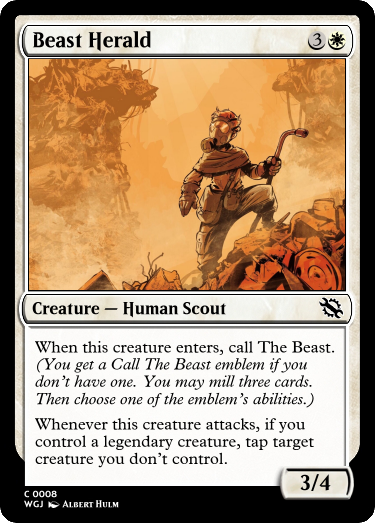 Beast Herald 3
Creature — Human Scout
When this creature enters, call The Beast.
(You get a Call The Beast emblem if you
don't have one. You may mill three cards.
Then choose one of the emblem's abilities.)
Whenever this creature attacks, if you
control a legendary creature, tap target
creature you don't control.
3/4
C 0008
WGJ ALBERT HULM